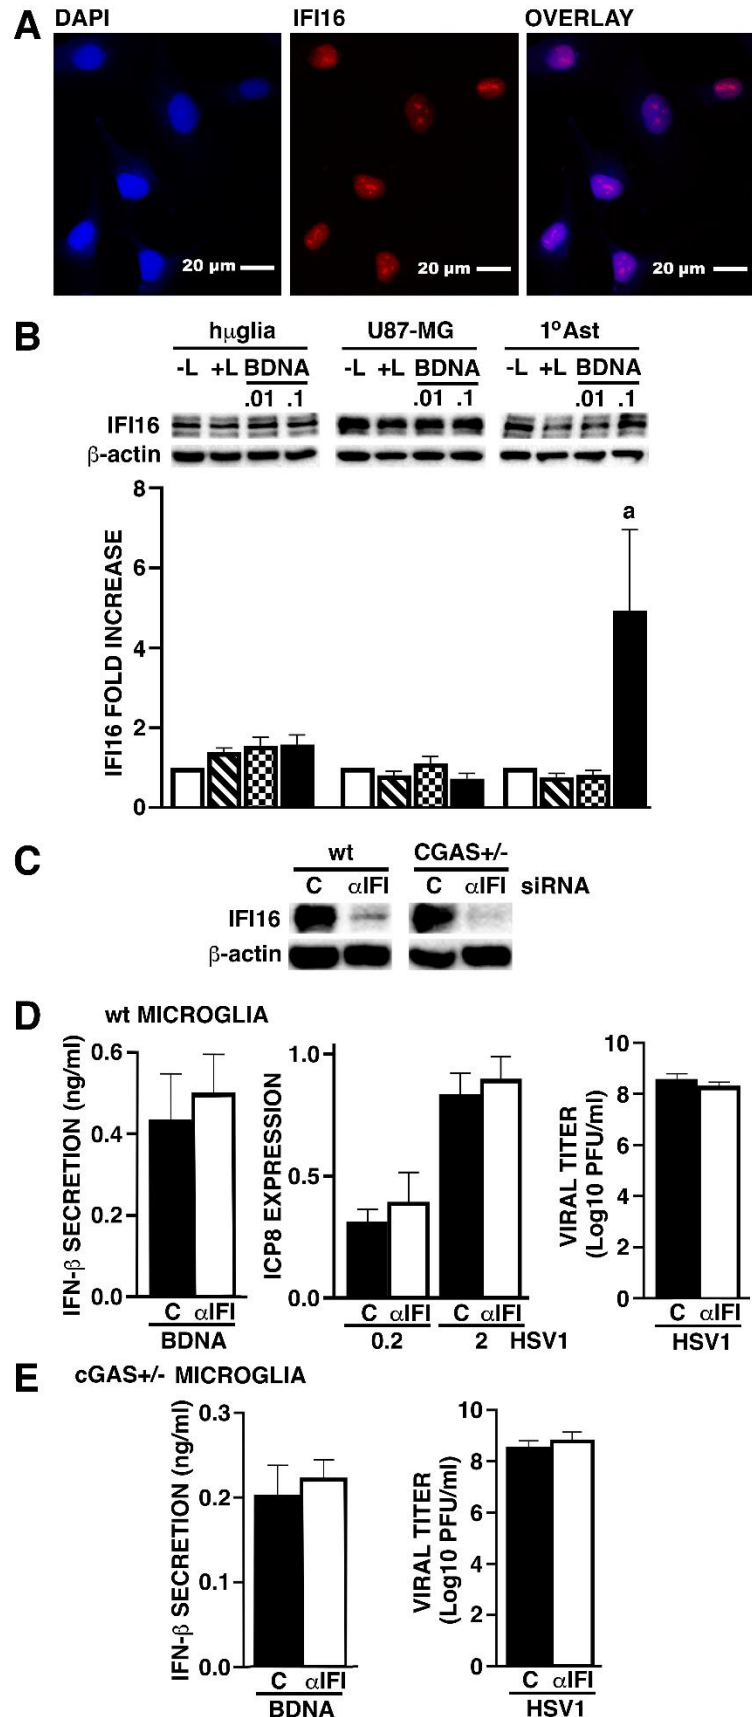 A DAPI IFI16 OVERLAY
20 µm 20 µm 20 µm
B hµglia U87-MG 1ºAst
-L +L BDNA -L +L BDNA -L +L BDNA
.01 .1 .01 .1 .01 .1
IFI16
β-actin
8
a
6
4
2
0
IFI16 FOLD INCREASE
C wt CGAS+/-
C αIFI C αIFI siRNA
IFI16
β-actin
D wt MICROGLIA
IFN-β SECRETION (ng/ml)
0.6
0.4
0.2
0.0
C αIFI
BDNA
ICP8 EXPRESSION
1.0
0.5
0.0
C αIFI C αIFI
0.2 2 HSV1
VIRAL TITER
(Log10 PFU/ml)
10
8
6
4
2
0
C αIFI
HSV1
E cGAS+/- MICROGLIA
IFN-β SECRETION (ng/ml)
0.3
0.2
0.1
0.0
C αIFI
BDNA
VIRAL TITER
(Log10 PFU/ml)
10
8
6
4
2
0
C αIFI
HSV1